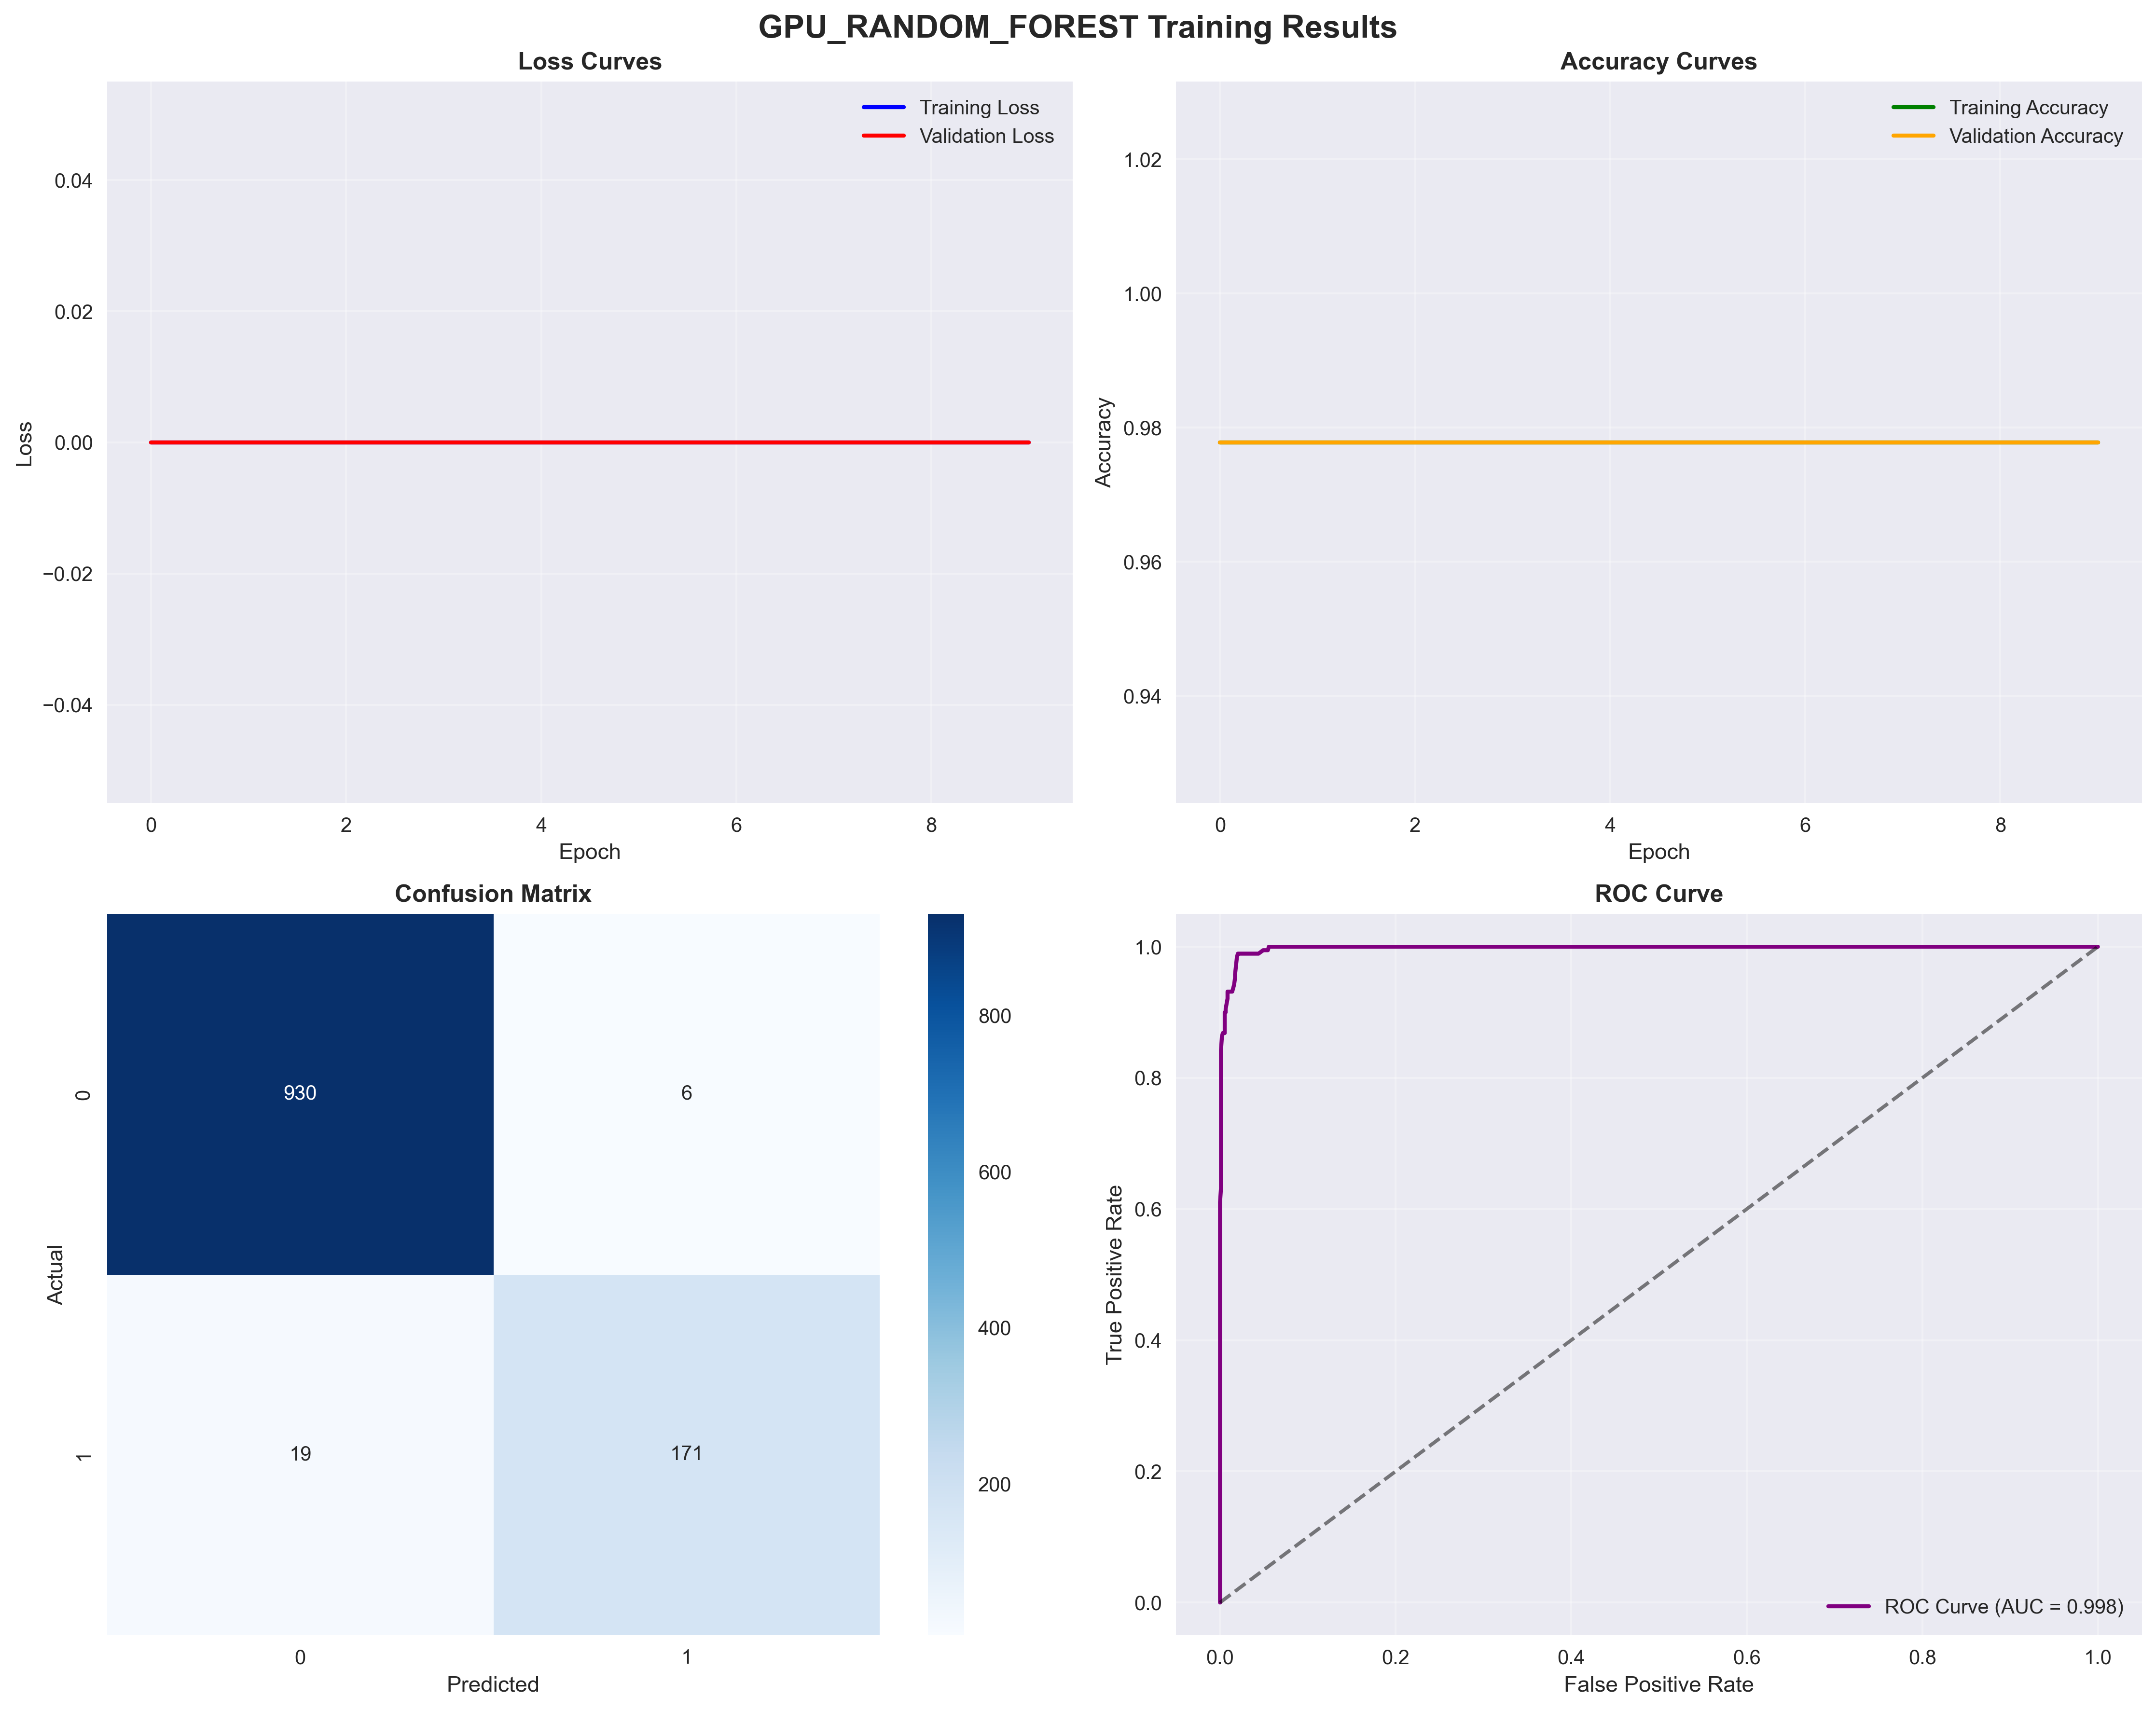 GPU_RANDOM_FOREST Training Results
Loss Curves
Training Loss
Validation Loss
0.04
0.02
0.00
−0.02
−0.04
Loss
0 2 4 6 8
Epoch
Accuracy Curves
Training Accuracy
Validation Accuracy
1.02
1.00
0.98
0.96
0.94
Accuracy
0 2 4 6 8
Epoch
Confusion Matrix
930 6
19 171
0
1
Actual
0 1
Predicted
800
600
400
200
ROC Curve
1.0
0.8
0.6
0.4
0.2
0.0
True Positive Rate
ROC Curve (AUC = 0.998)
0.0 0.2 0.4 0.6 0.8 1.0
False Positive Rate